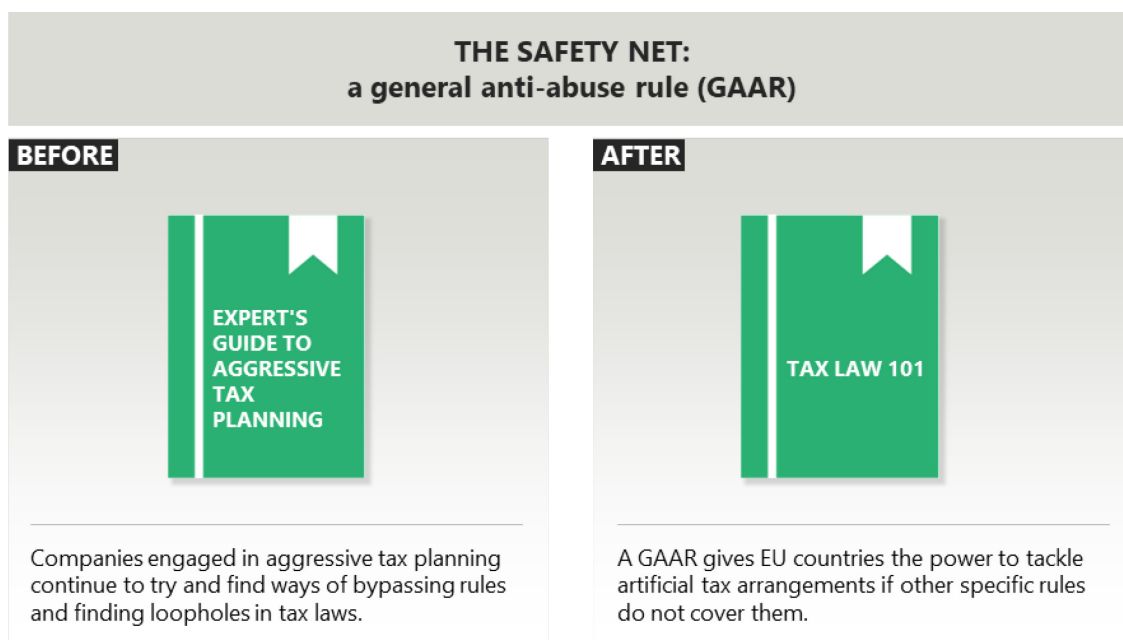 THE SAFETY NET:
a general anti-abuse rule (GAAR)
BEFORE
EXPERT'S
GUIDE TO
AGGRESSIVE
TAX
PLANNING
Companies engaged in aggressive tax planning
continue to try and find ways of bypassing rules
and finding loopholes in tax laws.
AFTER
TAX LAW 101
A GAAR gives EU countries the power to tackle
artificial tax arrangements if other specific rules
do not cover them.